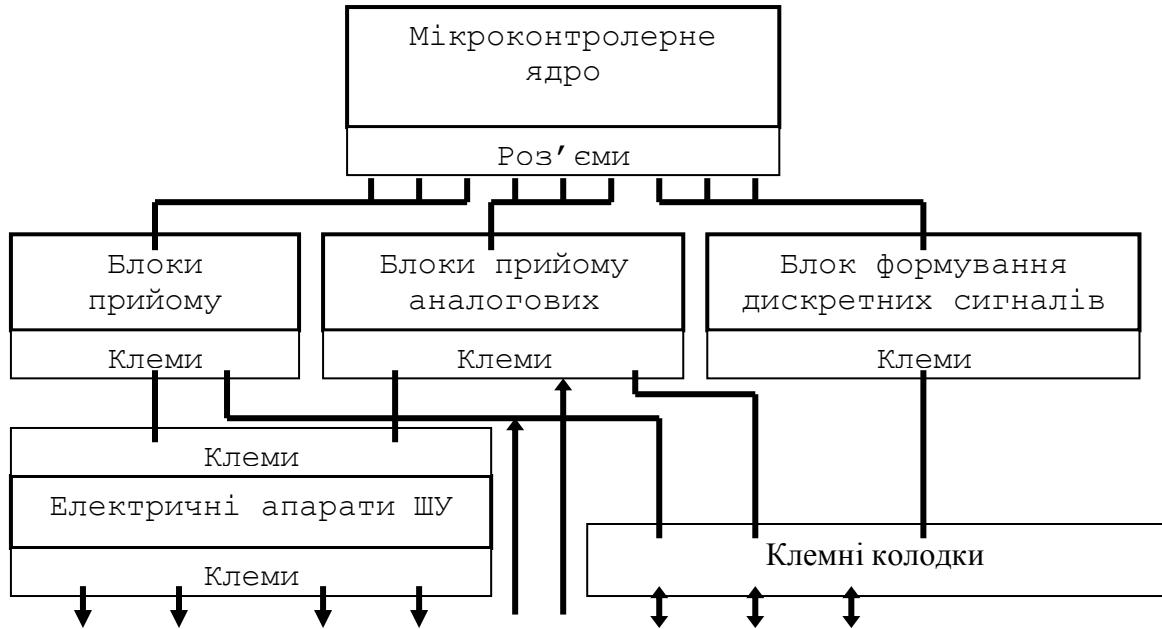 Мікроконтролерне
ядро
Роз’єми
Блоки
прийому
Блоки прийому
аналогових
Блок формування
дискретних сигналів
Клеми
Клеми
Клеми
Клеми
Електричні апарати ШУ
Клемні колодки
Клеми